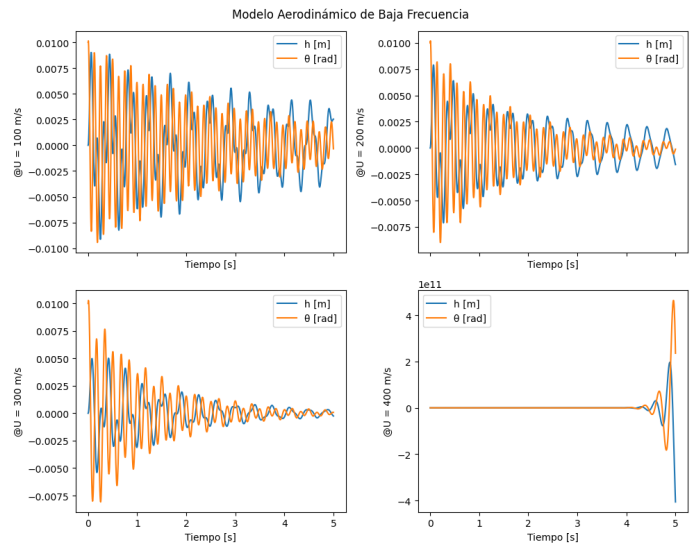 Modelo Aerodinámico de Baja Frecuencia
@U = 100 m/s
0.0100
0.0075
0.0050
0.0025
0.0000
−0.0025
−0.0050
−0.0075
−0.0100
h [m]
θ [rad]
Tiempo [s]
@U = 200 m/s
0.0100
0.0075
0.0050
0.0025
0.0000
−0.0025
−0.0050
−0.0075
h [m]
θ [rad]
Tiempo [s]
@U = 300 m/s
0.0100
0.0075
0.0050
0.0025
0.0000
−0.0025
−0.0050
−0.0075
h [m]
θ [rad]
0 1 2 3 4 5
Tiempo [s]
@U = 400 m/s
1e11
4
2
0
−2
−4
h [m]
θ [rad]
0 1 2 3 4 5
Tiempo [s]